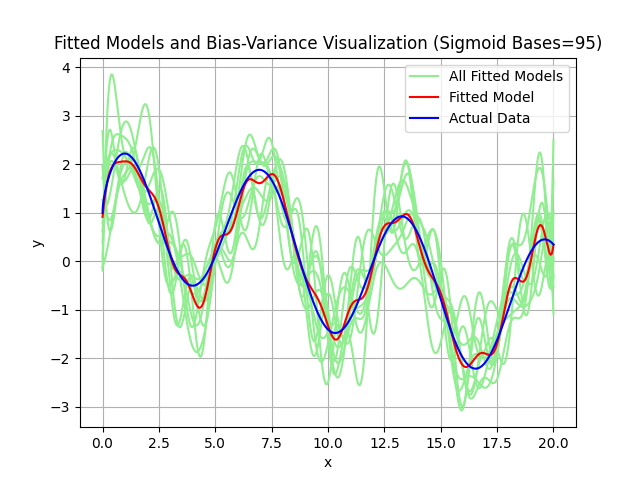 Fitted Models and Bias-Variance Visualization (Sigmoid Bases=95)
All Fitted Models
Fitted Model
Actual Data
y
4
3
2
1
0
−1
−2
−3
0.0 2.5 5.0 7.5 10.0 12.5 15.0 17.5 20.0
x